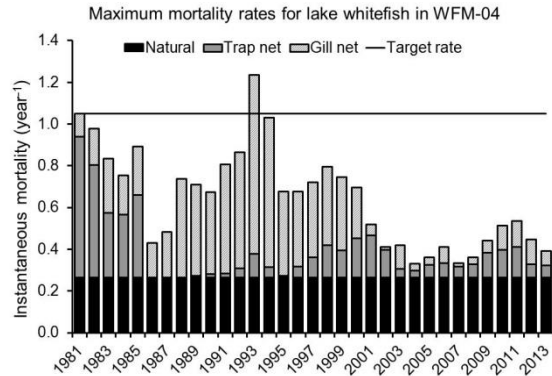 Maximum mortality rates for lake whitefish in WFM-04
Natural Trap net Gill net Target rate
Instantaneous mortality (year-1)
1.4
1.2
1.0
0.8
0.6
0.4
0.2
0.0
1981 1983 1985 1987 1989 1991 1993 1995 1997 1999 2001 2003 2005 2007 2009 2011 2013